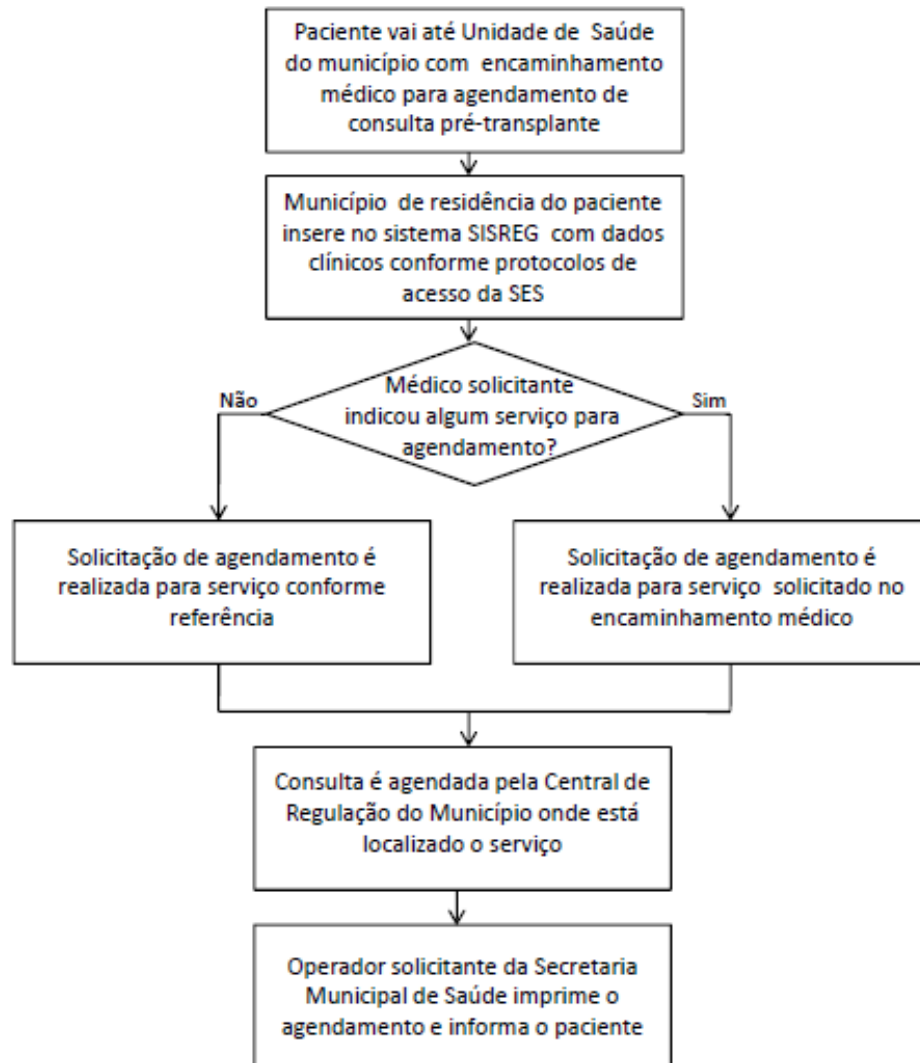 Paciente vai até Unidade de Saúde
do município com encaminhamento
médico para agendamento de
consulta pré-transplante
Município de residência do paciente
insere no sistema SISREG com dados
clínicos conforme protocolos de
acesso da SES
Médico solicitante
indicou algum serviço para
agendamento?
Não
Sim
Solicitação de agendamento é
realizada para serviço conforme
referência
Solicitação de agendamento é
realizada para serviço solicitado no
encaminhamento médico
Consulta é agendada pela Central de
Regulação do Município onde está
localizado o serviço
Operador solicitante da Secretaria
Municipal de Saúde imprime o
agendamento e informa o paciente